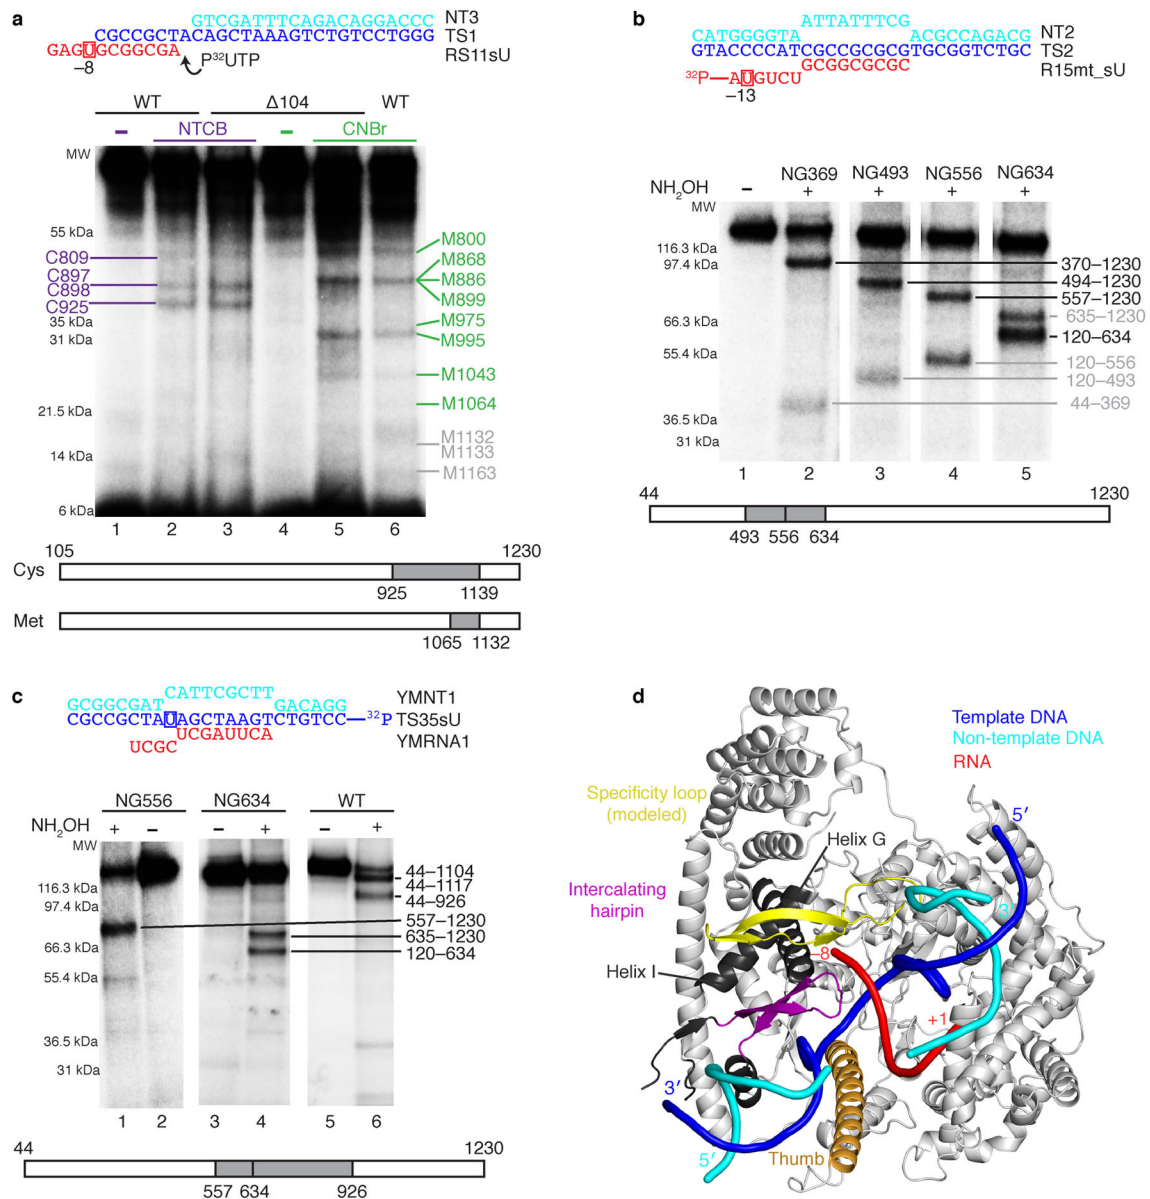 a
GTCGATTTCAGACAGGACCC NT3
CGCCGCTACAGCTAAAGTCTGTCCTGGG TS1
GAGUGCGGCGA RS11sU
–8
P³²UTP
WT Δ104 WT
– NTCB – CNBr
MW
55 kDa
35 kDa
31 kDa
21.5 kDa
14 kDa
6 kDa
C809
C897
C898
C925
M800
M868
M886
M899
M975
M995
M1043
M1064
M1132
M1133
M1163
1 2 3 4 5 6
105 1230
Cys
925 1139
Met
1065 1132
b
ATTATTTCG
CATGGGGTA ACGCCAGACG NT2
GTACCCCATCGCCGCGCGTGCGGTCTGC TS2
GCGGCGCGC R15mt_sU
³²P—AUGUCU
–13
NG369 NG493 NG556 NG634
NH₂OH – + + + +
MW
116.3 kDa
97.4 kDa
66.3 kDa
55.4 kDa
36.5 kDa
31 kDa
370–1230
494–1230
557–1230
635–1230
120–634
120–556
120–493
44–369
1 2 3 4 5
44 1230
493 556 634
c
CATTCGCTT YMNT1
GCGGCGAT GACAGG
CGCCGCTAUAGCTAAGTCTGTCC—³²P TS35sU
UCGAUUCA
UCGC YMRNA1
NG556 NG634 WT
NH₂OH + – – + – +
MW
116.3 kDa
97.4 kDa
66.3 kDa
55.4 kDa
36.5 kDa
31 kDa
44–1104
44–1117
44–926
557–1230
635–1230
120–634
1 2 3 4 5 6
44 1230
557 634 926
d
Template DNA
Non-template DNA
RNA
Specificity loop
(modeled)
Helix G
5′
Intercalating
hairpin
3′
–8
Helix I
+1
3′
5′
Thumb